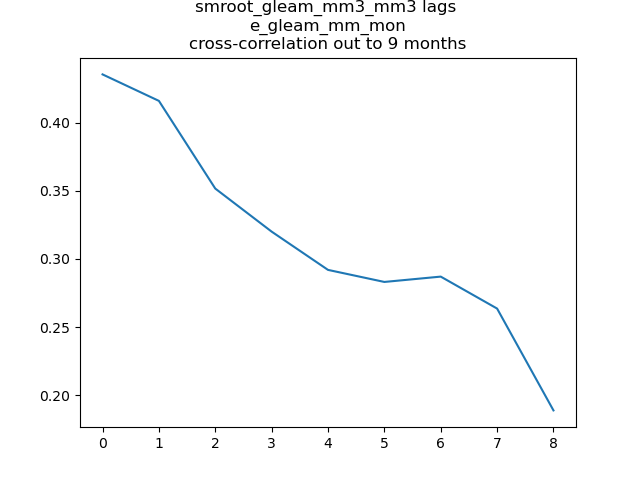 smroot_gleam_mm3_mm3 lags
e_gleam_mm_mon
cross-correlation out to 9 months
0.40
0.35
0.30
0.25
0.20
0 1 2 3 4 5 6 7 8